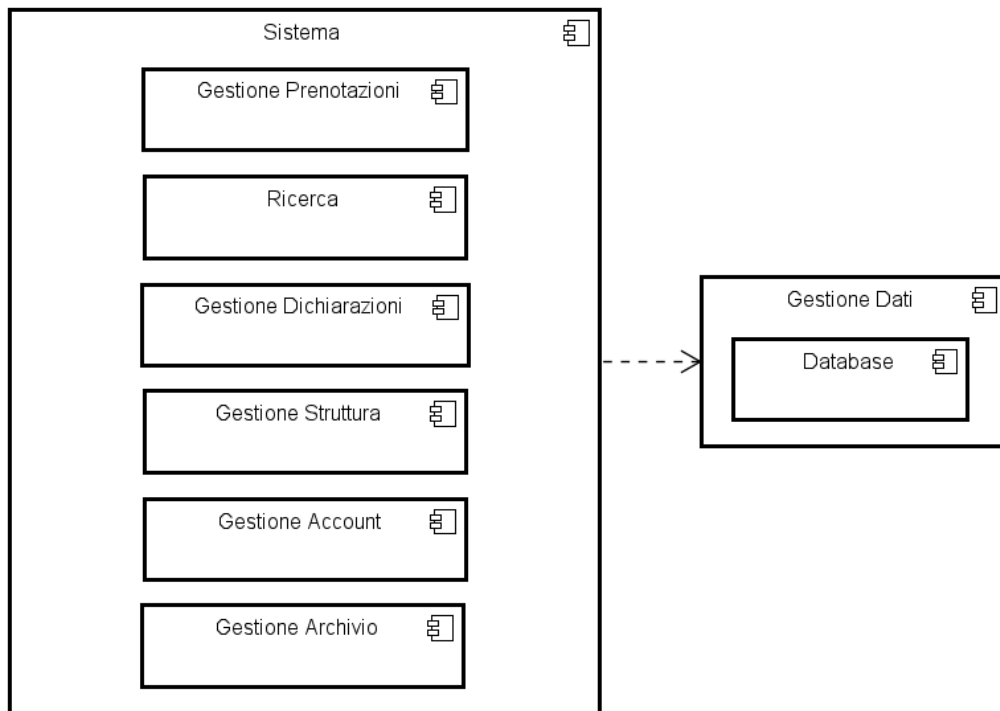 Sistema
Gestione Prenotazioni
Ricerca
Gestione Dichiarazioni
Gestione Struttura
Gestione Account
Gestione Archivio
Gestione Dati
Database